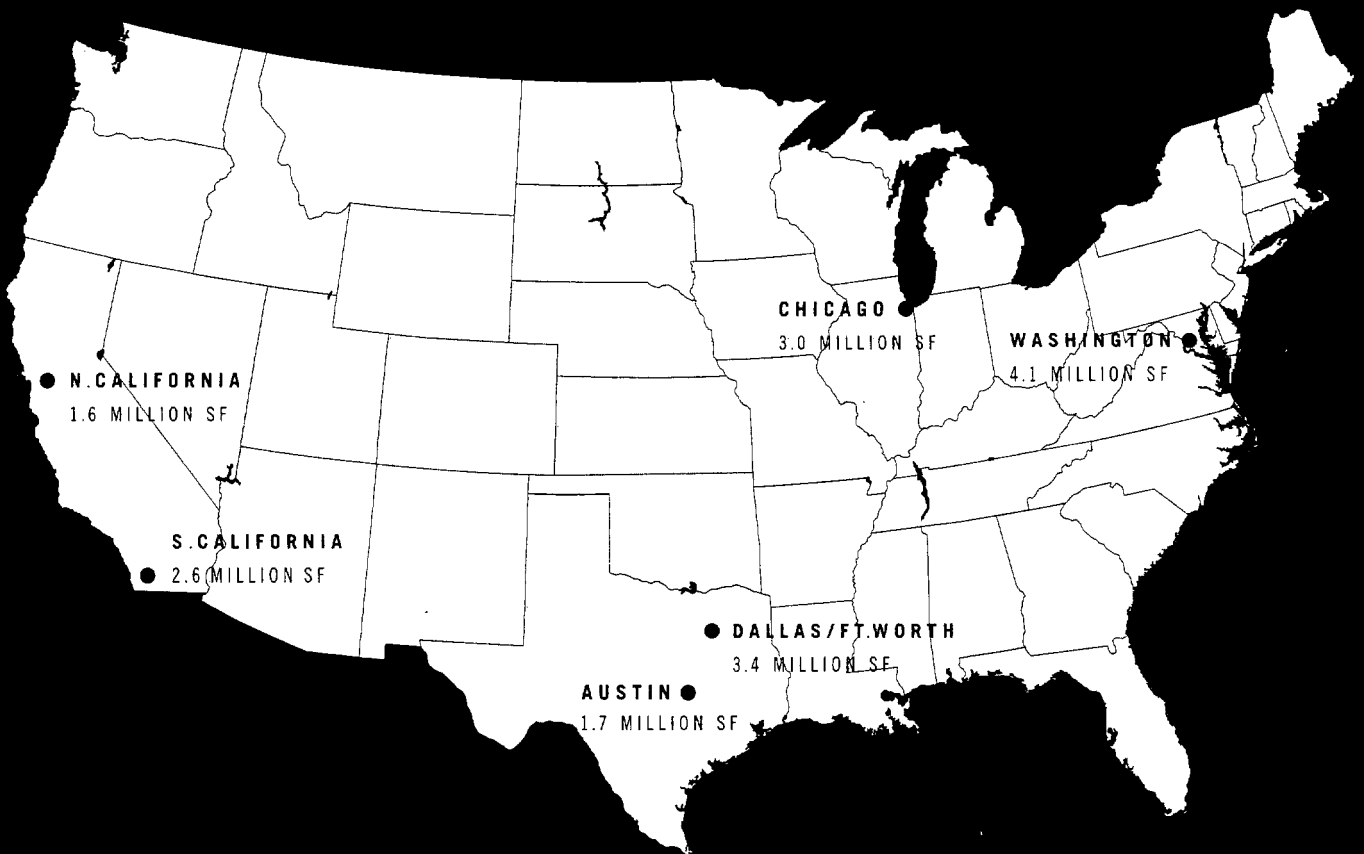 CHICAGO
3.0 MILLION SF
WASHINGTON
4.1 MILLION SF
N.CALIFORNIA
1.6 MILLION SF
S.CALIFORNIA
2.6 MILLION SF
DALLAS/FT.WORTH
3.4 MILLION SF
AUSTIN
1.7 MILLION SF